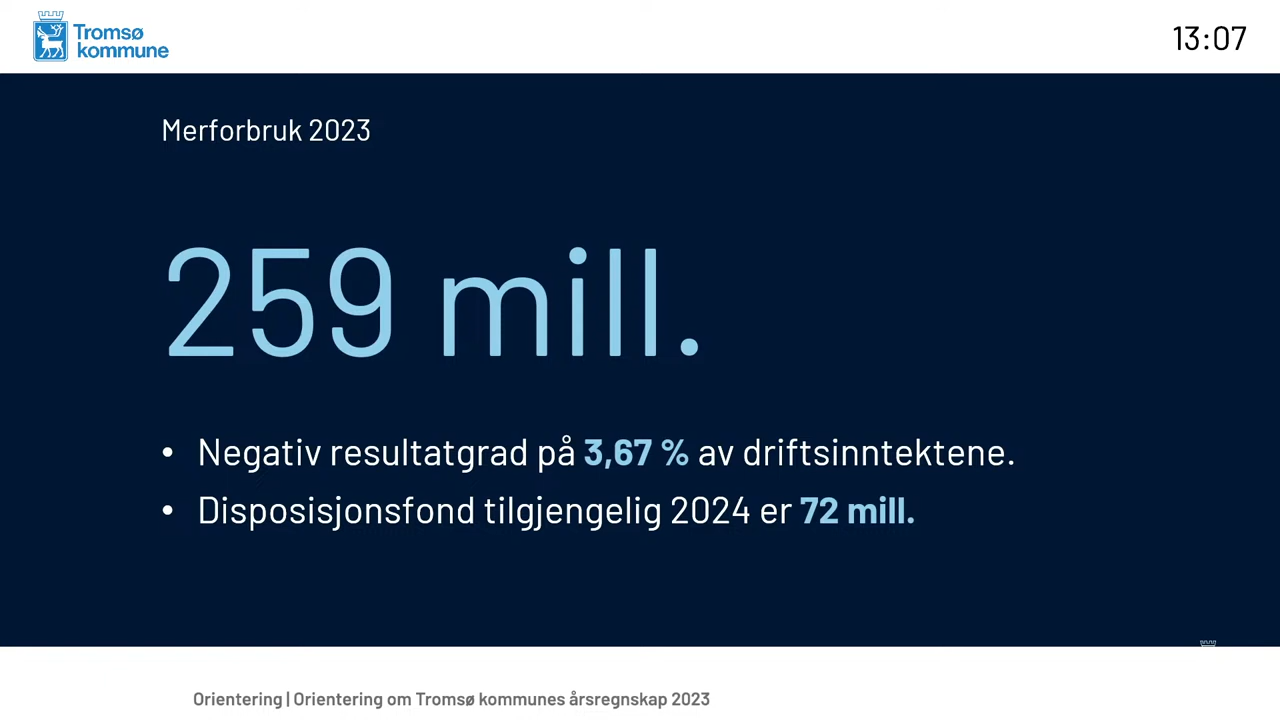 Tromsø
kommune
13:07
Merforbruk 2023
259 mill.
• Negativ resultatgrad på 3,67 % av driftsinntektene.
• Disposisjonsfond tilgjengelig 2024 er 72 mill.
Orientering | Orientering om Tromsø kommunes årsregnskap 2023